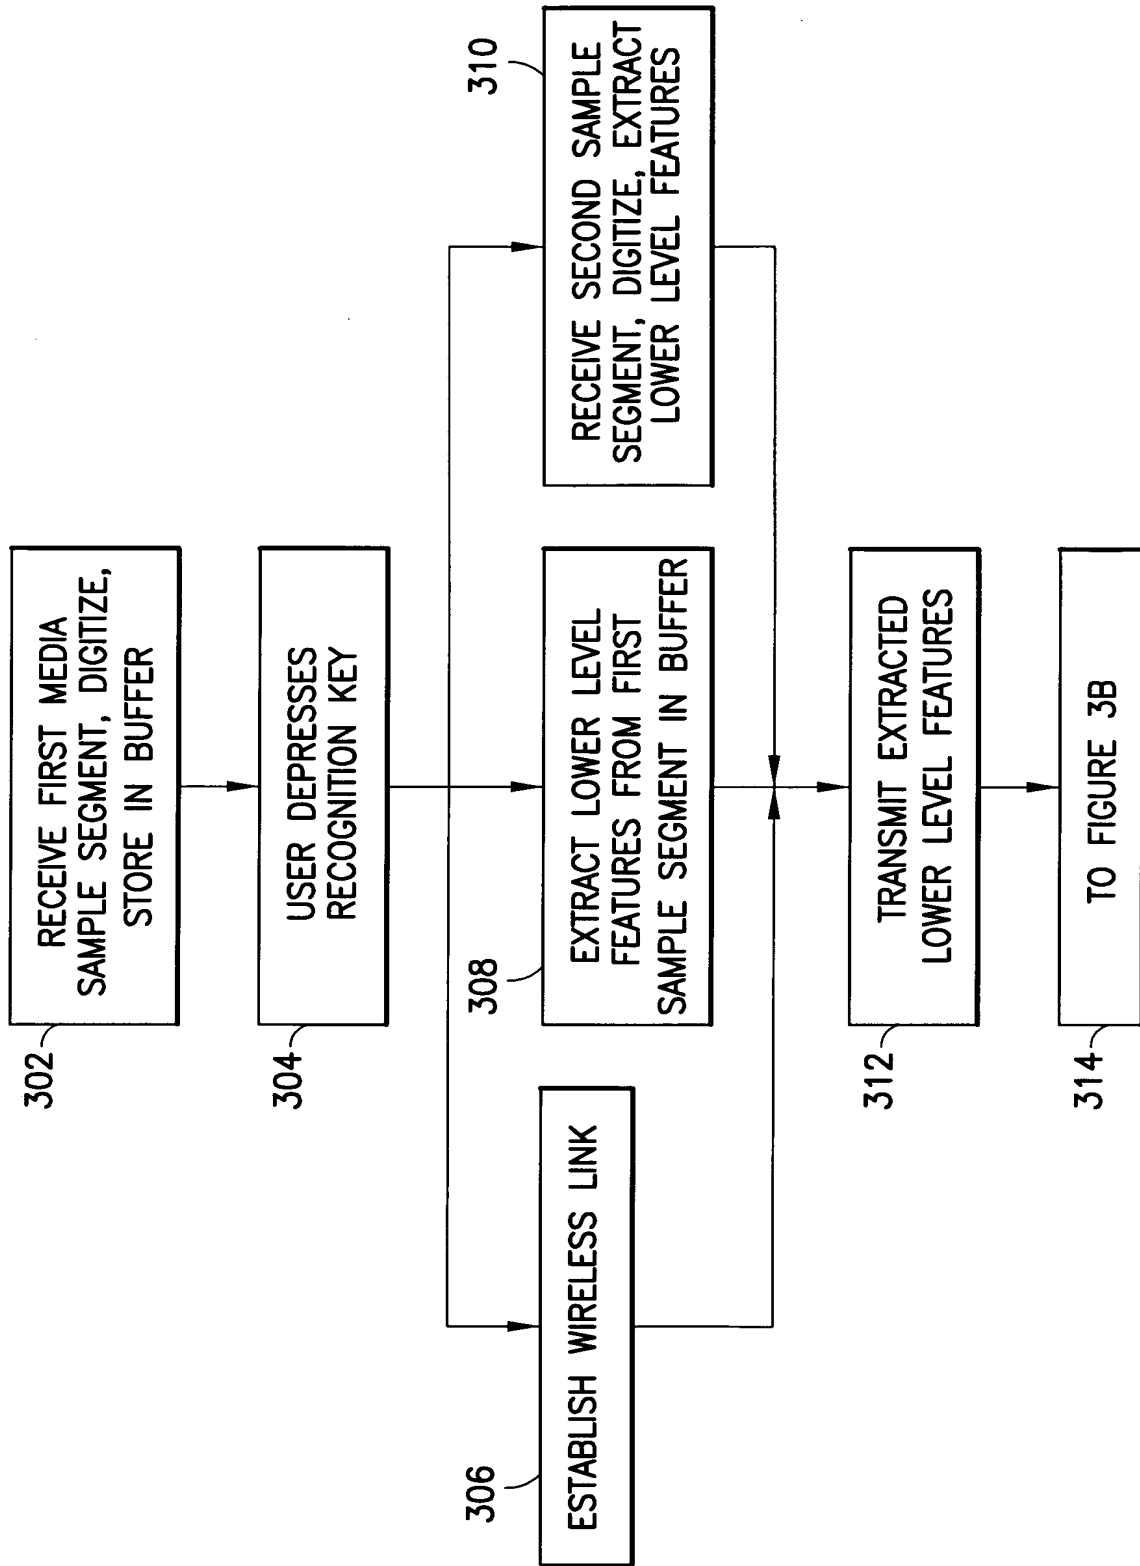 302
RECEIVE FIRST MEDIA
SAMPLE SEGMENT, DIGITIZE,
STORE IN BUFFER
304
USER DEPRESSES
RECOGNITION KEY
306
ESTABLISH WIRELESS LINK
308
EXTRACT LOWER LEVEL
FEATURES FROM FIRST
SAMPLE SEGMENT IN BUFFER
310
RECEIVE SECOND SAMPLE
SEGMENT, DIGITIZE, EXTRACT
LOWER LEVEL FEATURES
312
TRANSMIT EXTRACTED
LOWER LEVEL FEATURES
314
TO FIGURE 3B